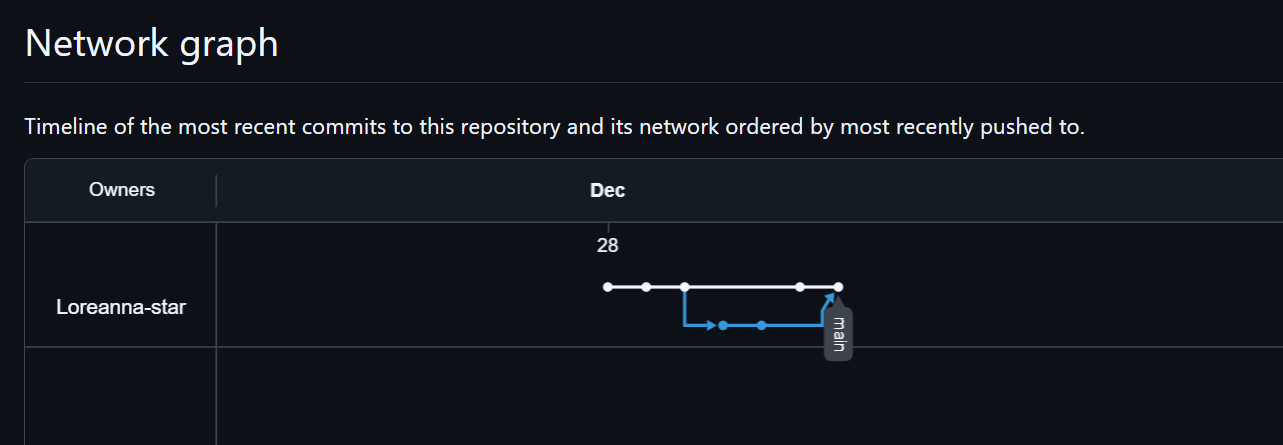 Network graph
Timeline of the most recent commits to this repository and its network ordered by most recently pushed to.
Owners
Dec
28
Loreanna-star
main